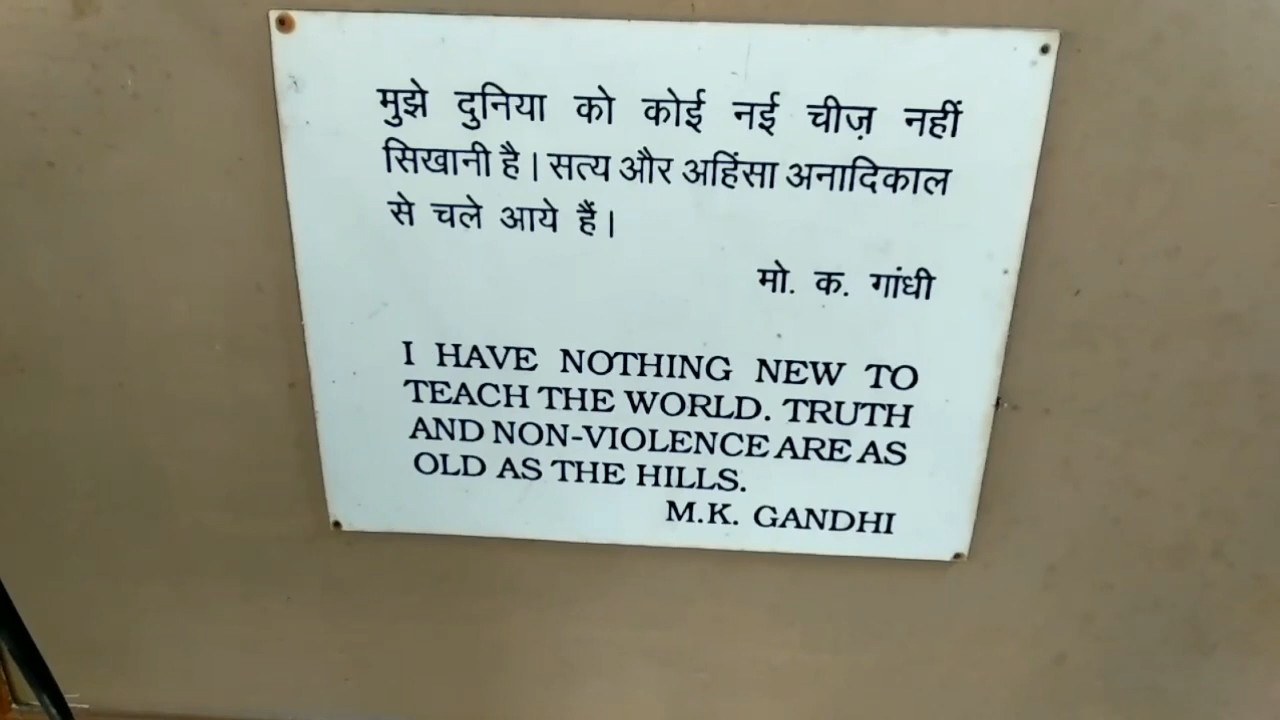 मुझे दुनिया को कोई नई चीज़ नहीं
सिखानी है। सत्य और अहिंसा अनादिकाल
से चले आये हैं।
मो. क. गांधी
I HAVE NOTHING NEW TO
TEACH THE WORLD. TRUTH
AND NON-VIOLENCE ARE AS
OLD AS THE HILLS.
M.K. GANDHI